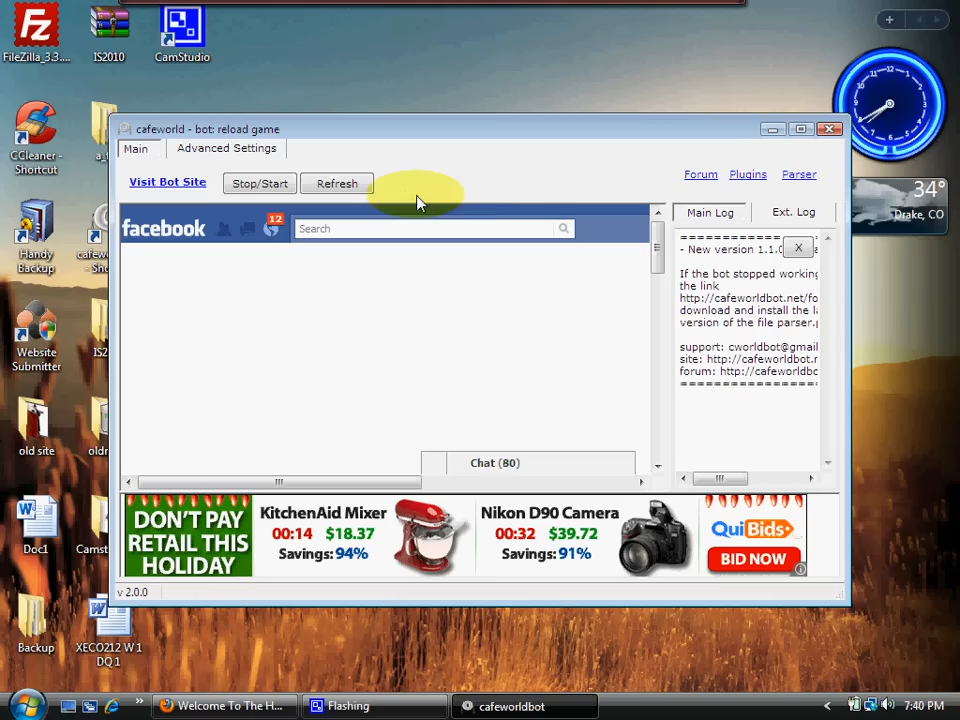 FileZilla_3.3....
IS2010
CamStudio
CCleaner - Shortcut
Handy Backup
Website Submitter
old site
Doc1
Backup
XECO212 W 1 DQ 1
cafeworld - bot: reload game
Main
Advanced Settings
Visit Bot Site
Stop/Start
Refresh
Forum
Plugins
Parser
facebook
12
Search
Main Log
Ext. Log
- New version 1.1.0
X
If the bot stopped working
the link
http://cafeworldbot.net/fo
download and install the la
version of the file parser.p
support: cworldbot@gmail
site: http://cafeworldbot.n
forum: http://cafeworldbo
Chat (80)
DON'T PAY
RETAIL THIS
HOLIDAY
KitchenAid Mixer
00:14 $18.37
Savings: 94%
Nikon D90 Camera
00:32 $39.72
Savings: 91%
QuiBids
BID NOW
v 2.0.0
34°
Drake, CO
Welcome To The H...
Flashing
cafeworldbot
7:40 PM